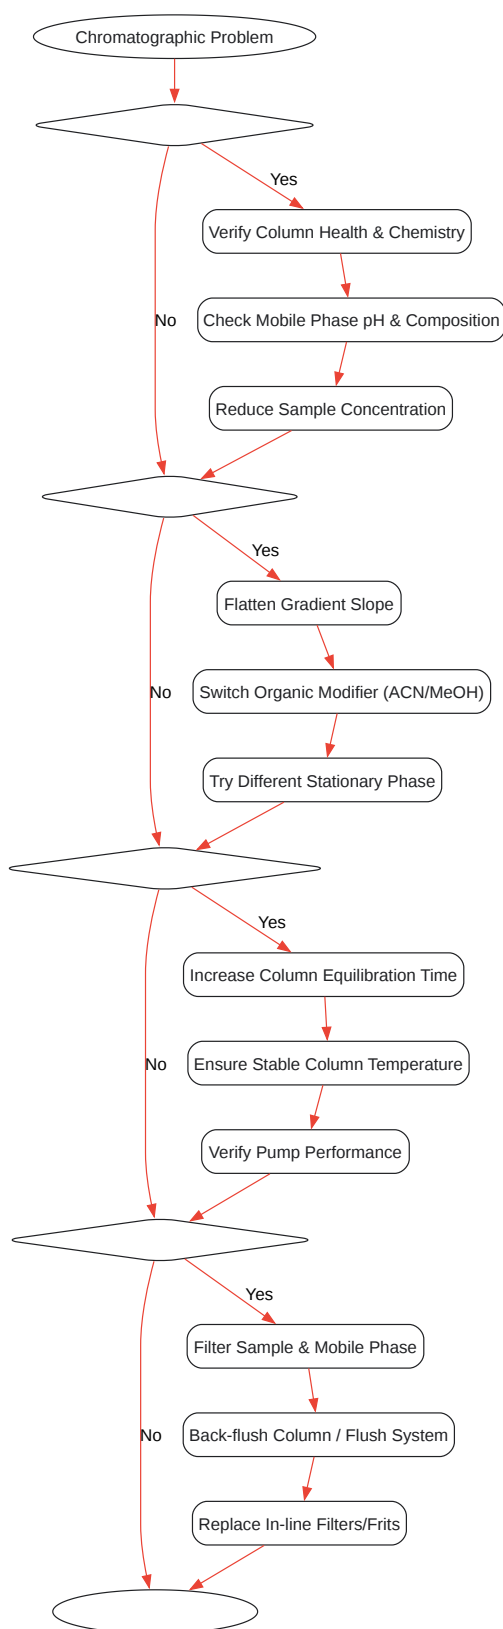 Chromatographic Problem
Yes
Verify Column Health & Chemistry
No
Check Mobile Phase pH & Composition
Reduce Sample Concentration
Yes
Flatten Gradient Slope
No
Switch Organic Modifier (ACN/MeOH)
Try Different Stationary Phase
Yes
Increase Column Equilibration Time
No
Ensure Stable Column Temperature
Verify Pump Performance
Yes
Filter Sample & Mobile Phase
No
Back-flush Column / Flush System
Replace In-line Filters/Frits